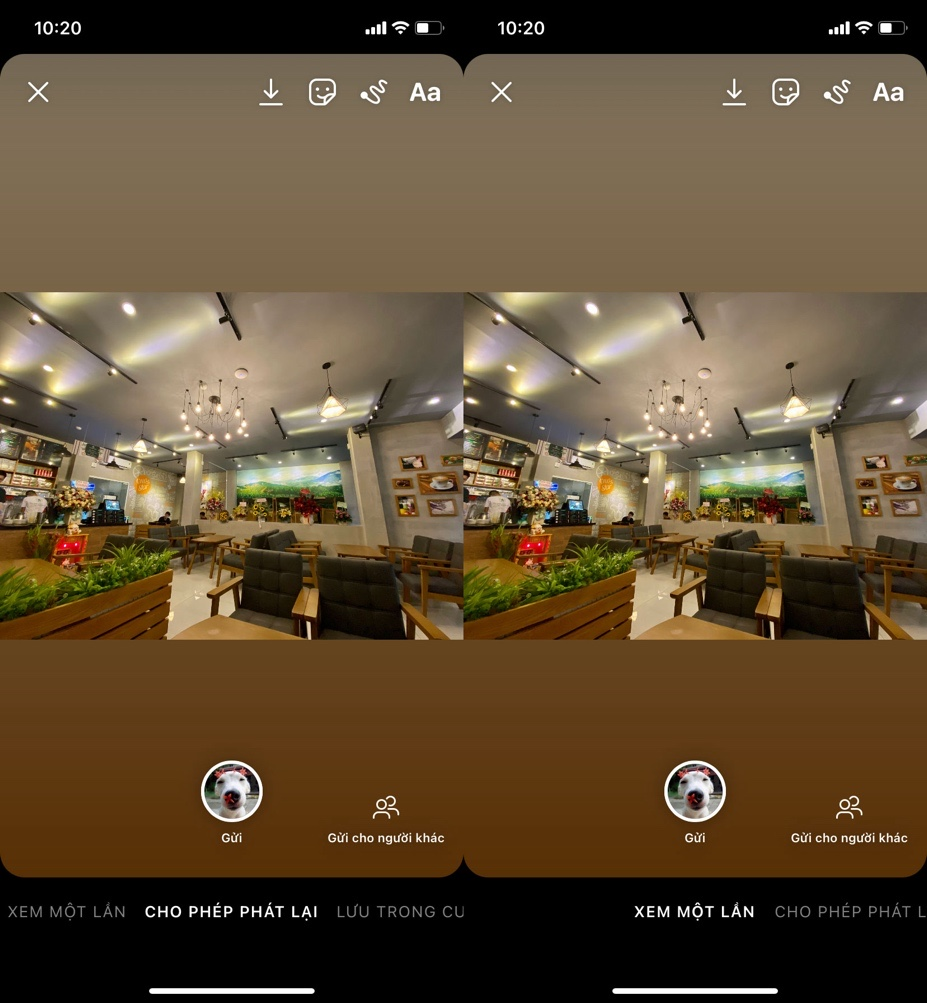 10:20
Aa
Gửi
Gửi cho người khác
XEM MỘT LẦN CHO PHÉP PHÁT LẠI LƯU TRONG CU
10:20
Aa
Gửi
Gửi cho người khác
XEM MỘT LẦN CHO PHÉP PHÁT L